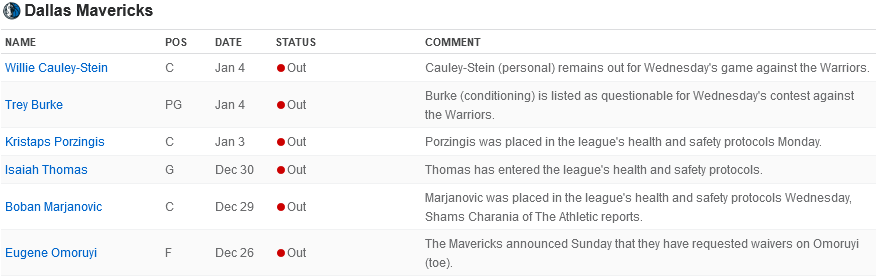 Dallas Mavericks
NAME POS DATE STATUS COMMENT
Willie Cauley-Stein C Jan 4 Out Cauley-Stein (personal) remains out for Wednesday's game against the Warriors.
Trey Burke PG Jan 4 Out Burke (conditioning) is listed as questionable for Wednesday's contest against
the Warriors.
Kristaps Porzingis C Jan 3 Out Porzingis was placed in the league's health and safety protocols Monday.
Isaiah Thomas G Dec 30 Out Thomas has entered the league's health and safety protocols.
Boban Marjanovic C Dec 29 Out Marjanovic was placed in the league's health and safety protocols Wednesday,
Shams Charania of The Athletic reports.
Eugene Omoruyi F Dec 26 Out The Mavericks announced Sunday that they have requested waivers on Omoruyi
(toe).